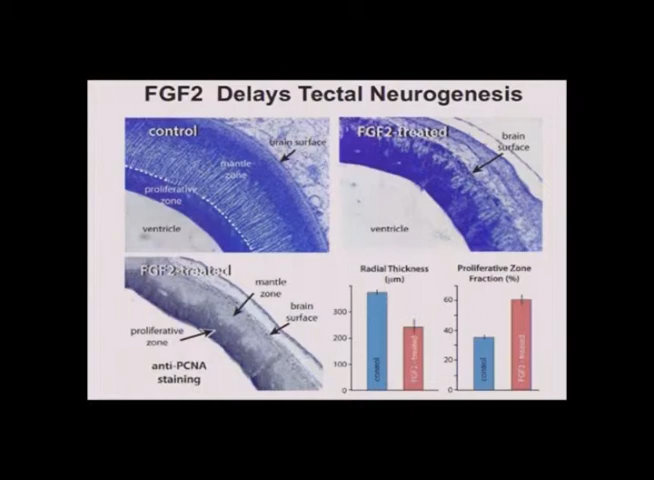 FGF2 Delays Tectal Neurogenesis
control
brain surface
mantle
zone
proliferative
zone
ventricle
FGF2-treated
brain
surface
ventricle
FGF2-treated
mantle
zone
brain
surface
proliferative
zone
anti-PCNA
staining
Radial Thickness
(μm)
300
200
100
0
control
FGF2 - treated
Proliferative Zone
Fraction (%)
60
40
20
0
control
FGF2 - treated